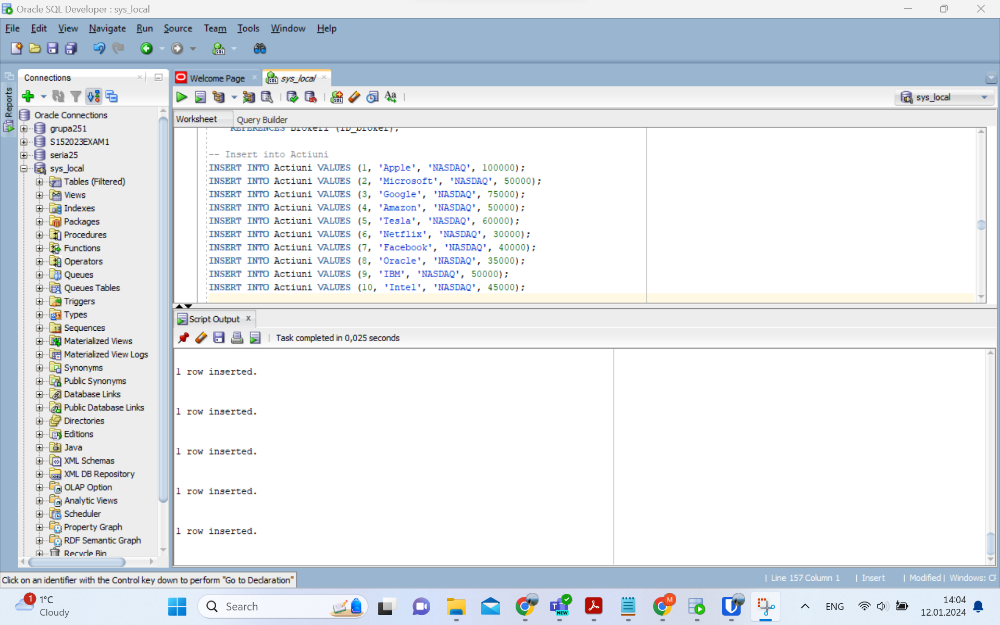 Oracle SQL Developer : sys_local
File Edit View Navigate Run Source Team Tools Window Help
Reports
Connections
Oracle Connections
grupa251
S152023EXAM1
seria25
sys_local
Tables (Filtered)
Views
Indexes
Packages
Procedures
Functions
Operators
Queues
Queues Tables
Triggers
Types
Sequences
Materialized Views
Materialized View Logs
Synonyms
Public Synonyms
Database Links
Public Database Links
Directories
Editions
Java
XML Schemas
XML DB Repository
OLAP Option
Analytic Views
Scheduler
Property Graph
RDF Semantic Graph
Recycle Bin
Welcome Page
sys_local
sys_local
Worksheet Query Builder
REFERENCES Brokeri (ID_broker);
-- Insert into Actiuni
INSERT INTO Actiuni VALUES (1, 'Apple', 'NASDAQ', 100000);
INSERT INTO Actiuni VALUES (2, 'Microsoft', 'NASDAQ', 50000);
INSERT INTO Actiuni VALUES (3, 'Google', 'NASDAQ', 75000);
INSERT INTO Actiuni VALUES (4, 'Amazon', 'NASDAQ', 50000);
INSERT INTO Actiuni VALUES (5, 'Tesla', 'NASDAQ', 60000);
INSERT INTO Actiuni VALUES (6, 'Netflix', 'NASDAQ', 30000);
INSERT INTO Actiuni VALUES (7, 'Facebook', 'NASDAQ', 40000);
INSERT INTO Actiuni VALUES (8, 'Oracle', 'NASDAQ', 35000);
INSERT INTO Actiuni VALUES (9, 'IBM', 'NASDAQ', 50000);
INSERT INTO Actiuni VALUES (10, 'Intel', 'NASDAQ', 45000);
Script Output
Task completed in 0,025 seconds
1 row inserted.
1 row inserted.
1 row inserted.
1 row inserted.
1 row inserted.
Click on an identifier with the Control key down to perform "Go to Declaration"
| Line 157 Column 1 | Insert | Modified | Windows: CF
1
1°C
Cloudy
Search
NEW
M
ENG
14:04
12.01.2024